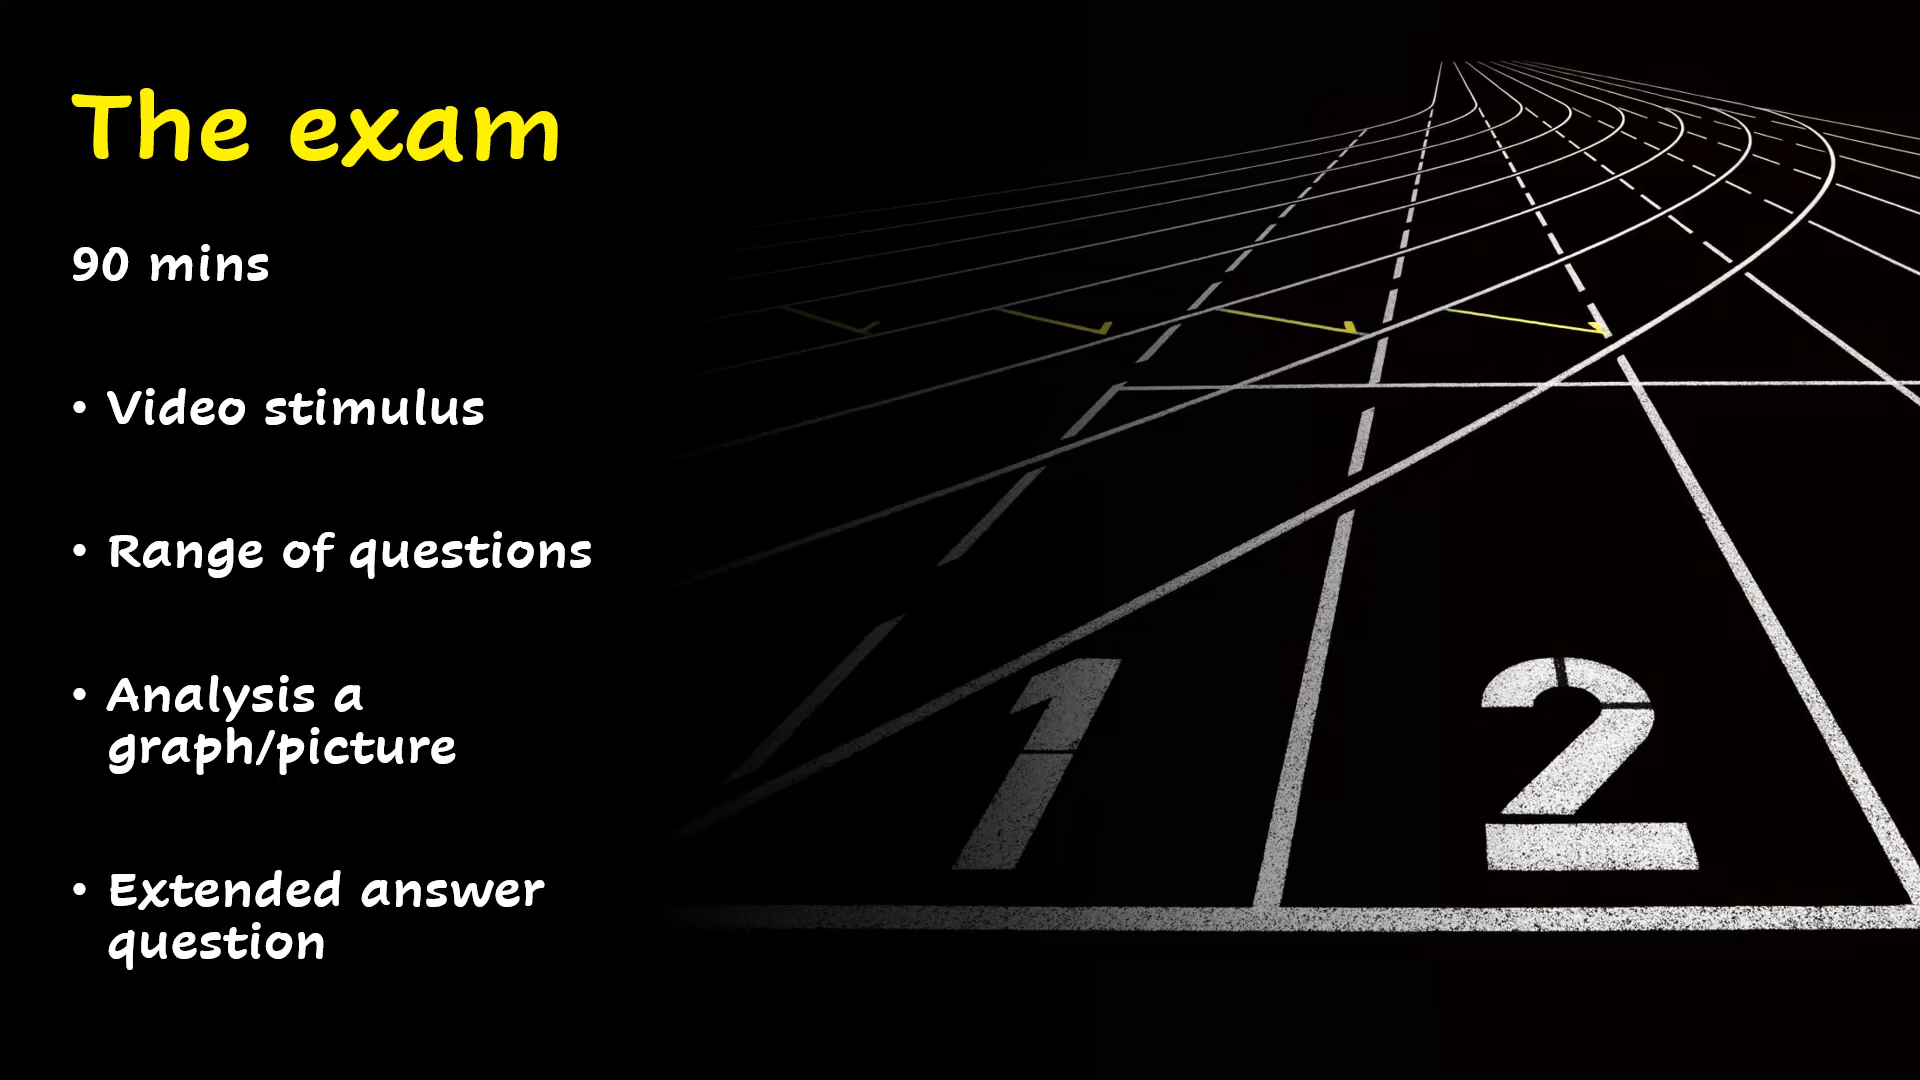 The exam
90 mins
• Video stimulus
• Range of questions
• Analysis a
graph/picture
• Extended answer
question
1 2